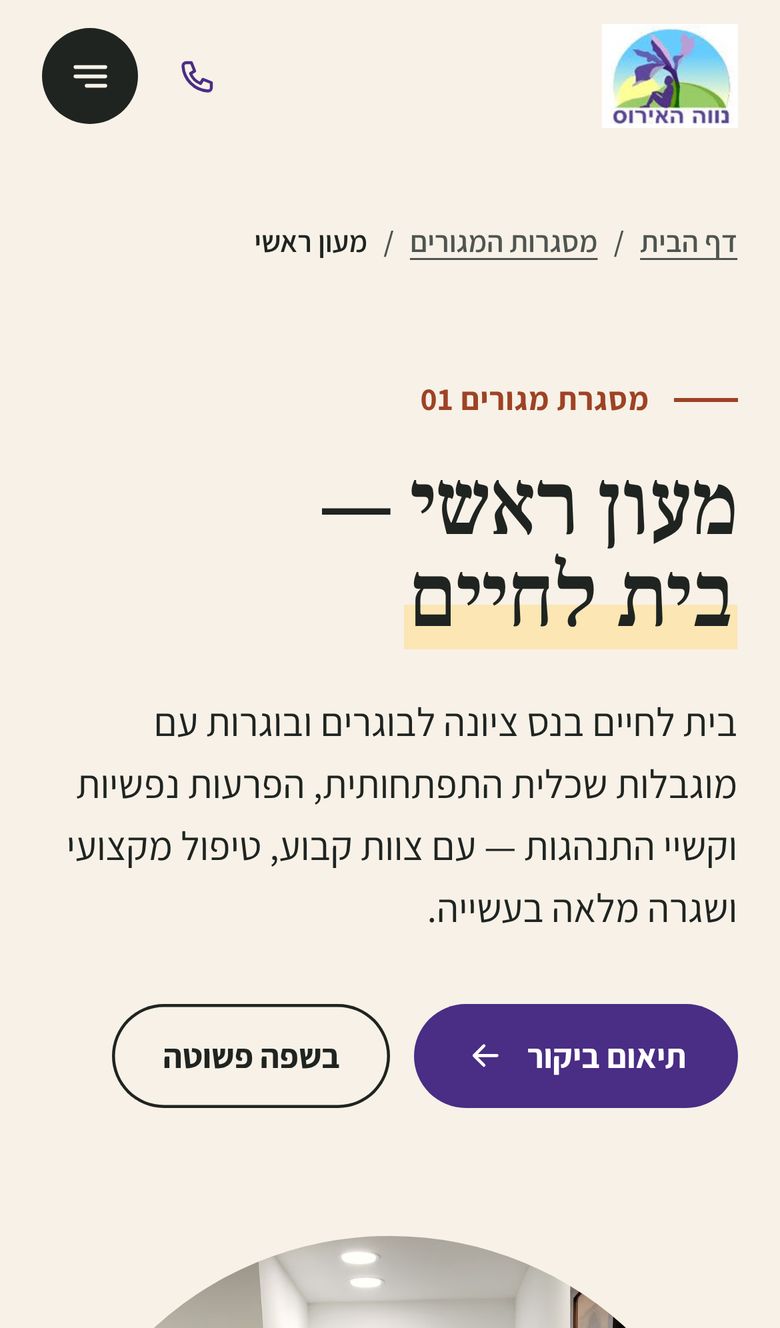 נווה האירוס
דף הבית / מסגרות המגורים / מעון ראשי
מסגרת מגורים 01
מעון ראשי —
בית לחיים
בית לחיים בנס ציונה לבוגרים ובוגרות עם
מוגבלות שכלית התפתחותית, הפרעות נפשיות
וקשיי התנהגות — עם צוות קבוע, טיפול מקצועי
ושגרה מלאה בעשייה.
תיאום ביקור ←
בשפה פשוטה